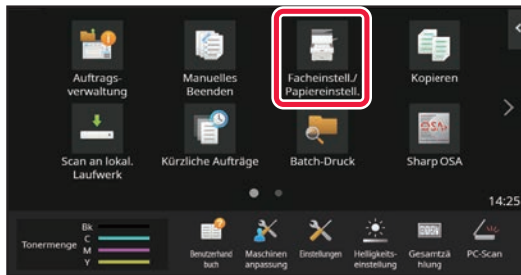 Auftrags-
verwaltung
Manuelles
Beenden
Facheinstell./
Papiereinstell.
Kopieren
Scan an lokal.
Laufwerk
Kürzliche Aufträge
Batch-Druck
OSA
Sharp OSA
14:25
Tonermenge
Bk
C
M
Y
Benutzerhand
buch
Maschinen
anpassung
Einstellungen
Helligkeits-
einstellung
Gesamtzä
hlung
PC-Scan